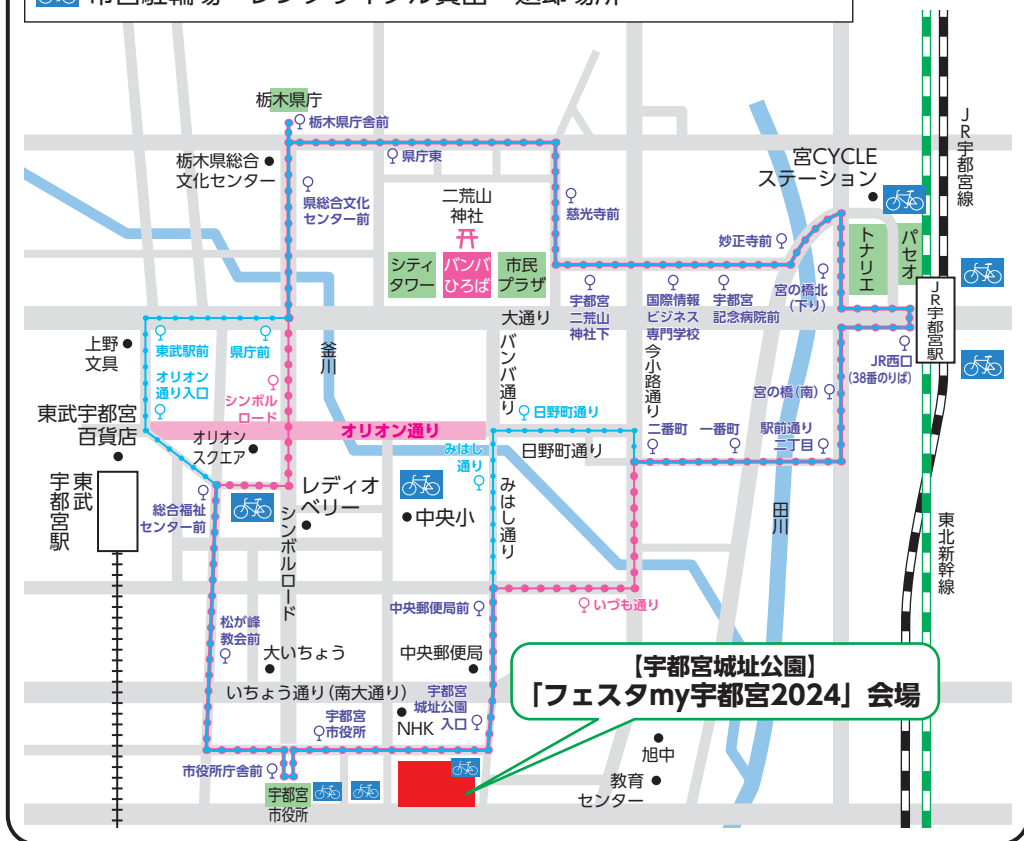 栃木県庁
栃木県庁舎前
県庁東
栃木県総合
文化センター
県総合文化
センター前
二荒山
神社
慈光寺前
宮CYCLE
ステーション
JR宇都宮線
シティ
タワー
バンバ
ひろば
市民
プラザ
妙正寺前
トナリエ
パセオ
宇都宮
二荒山
神社下
国際情報
ビジネス
専門学校
宇都宮
記念病院前
宮の橋北
(下り)
JR宇都宮駅
大通り
上野
文具
東武駅前
県庁前
釜川
バンバ通り
今小路通り
JR西口
(38番のりば)
オリオン
通り入口
シンボル
ロード
宮の橋(南)
東武宇都宮
百貨店
オリオン通り
日野町通り
オリオン
スクエア
みはし
通り
日野町通り
二番町
一番町
駅前通り
二丁目
東武
宇都宮駅
総合福祉
センター前
シンボルロード
レディオ
ベリー
中央小
みはし通り
田川
東北新幹線
松が峰
教会前
中央郵便局前
いづも通り
大いちょう
中央郵便局
いちょう通り(南大通り)
宇都宮
城址公園
入口
宇都宮
市役所
NHK
【宇都宮城址公園】
「フェスタmy宇都宮2024」会場
市役所庁舎前
宇都宮
市役所
旭中
教育
センター